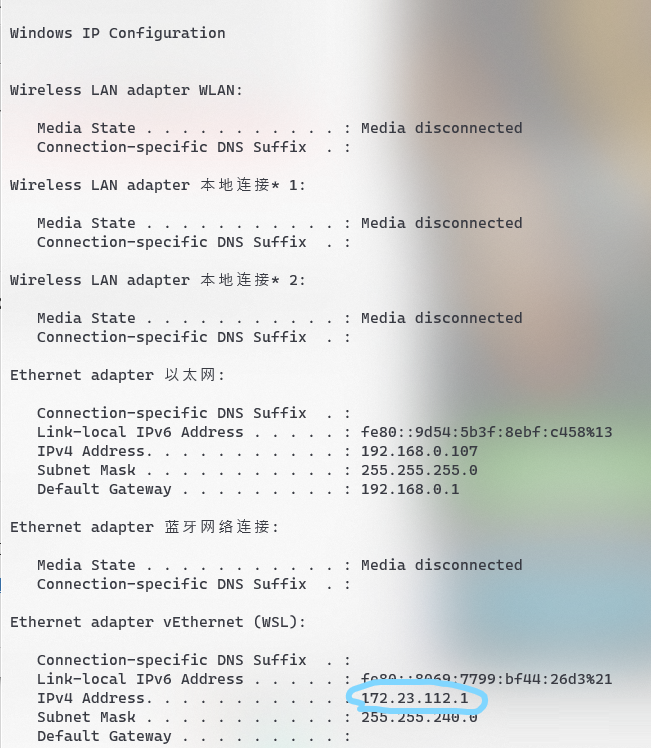 Windows IP Configuration
Wireless LAN adapter WLAN:
Media State . . . . . . . . . . . : Media disconnected
Connection-specific DNS Suffix  . :
Wireless LAN adapter 本地连接* 1:
Media State . . . . . . . . . . . : Media disconnected
Connection-specific DNS Suffix  . :
Wireless LAN adapter 本地连接* 2:
Media State . . . . . . . . . . . : Media disconnected
Connection-specific DNS Suffix  . :
Ethernet adapter 以太网:
Connection-specific DNS Suffix  . :
Link-local IPv6 Address . . . . . : fe80::9d54:5b3f:8ebf:c458%13
IPv4 Address. . . . . . . . . . . : 192.168.0.107
Subnet Mask . . . . . . . . . . . : 255.255.255.0
Default Gateway . . . . . . . . . : 192.168.0.1
Ethernet adapter 蓝牙网络连接:
Media State . . . . . . . . . . . : Media disconnected
Connection-specific DNS Suffix  . :
Ethernet adapter vEthernet (WSL):
Connection-specific DNS Suffix  . :
Link-local IPv6 Address . . . . . : fe80::8069:7799:bf44:26d3%21
IPv4 Address. . . . . . . . . . . : 172.23.112.1
Subnet Mask . . . . . . . . . . . : 255.255.240.0
Default Gateway . . . . . . . . . :